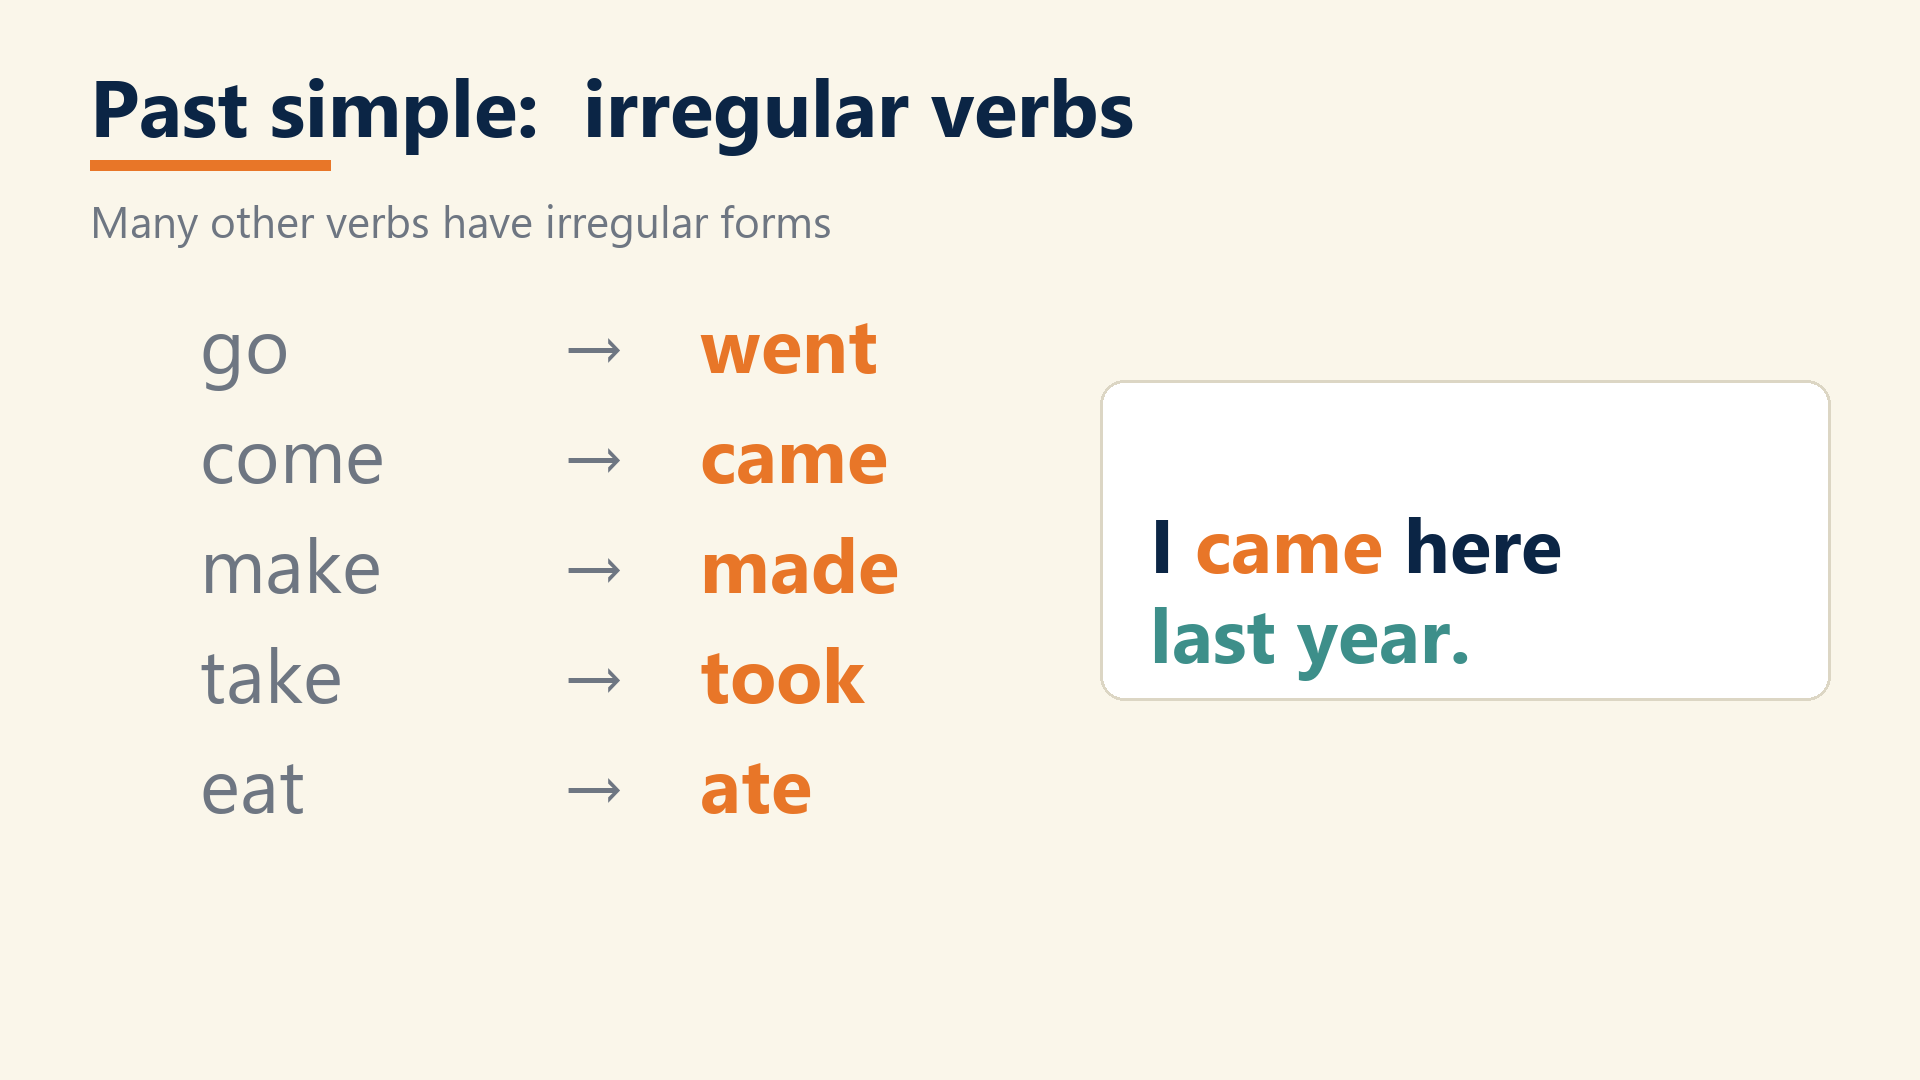 Past simple:  irregular verbs
Many other verbs have irregular forms
go → went
come → came
make → made
take → took
eat → ate
I came here
last year.